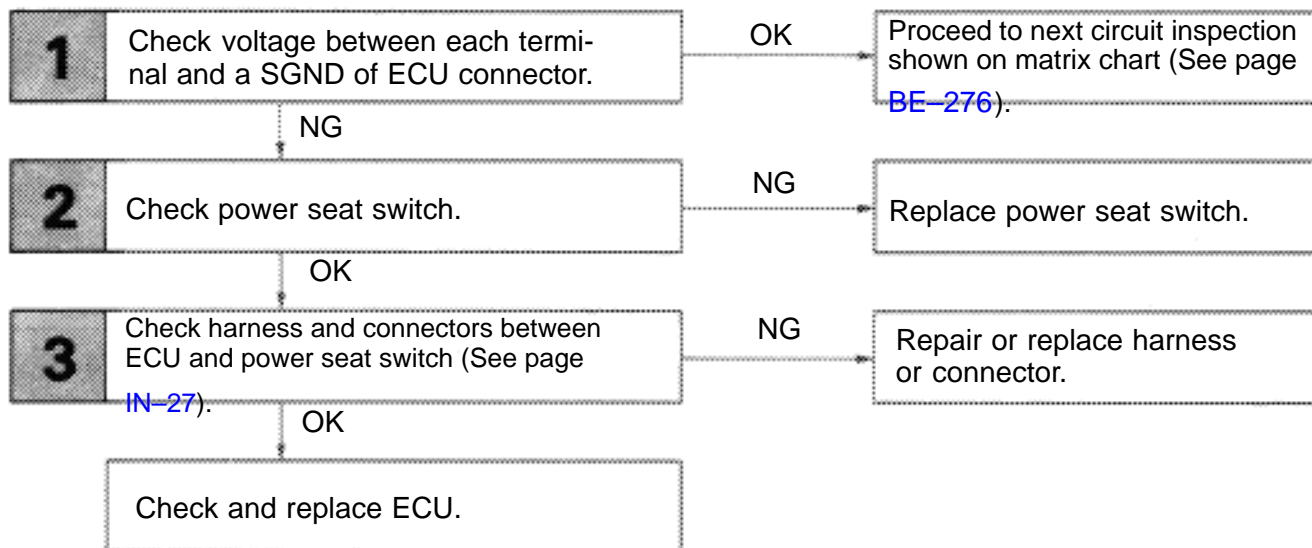 1
Check voltage between each termi-
nal and a SGND of ECU connector.
OK
Proceed to next circuit inspection
shown on matrix chart (See page
BE–276).
NG
2
Check power seat switch.
NG
Replace power seat switch.
OK
3
Check harness and connectors between
ECU and power seat switch (See page
IN–27).
NG
Repair or replace harness
or connector.
OK
Check and replace ECU.